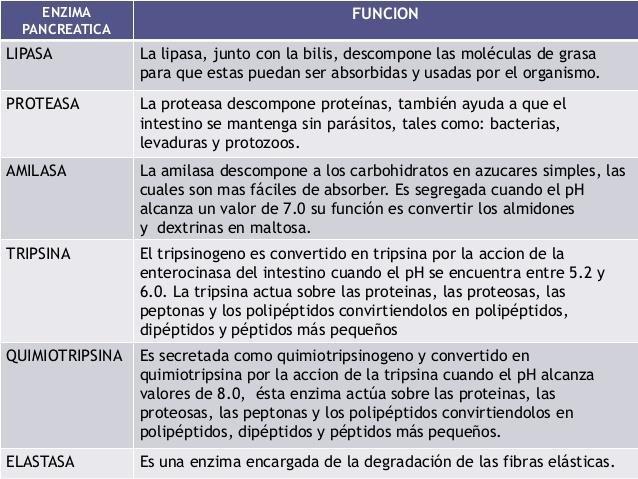 ENZIMA
PANCREATICA
FUNCION
LIPASA
La lipasa, junto con la bilis, descompone las moléculas de grasa
para que estas puedan ser absorbidas y usadas por el organismo.
PROTEASA
La proteasa descompone proteínas, también ayuda a que el
intestino se mantenga sin parásitos, tales como: bacterias,
levaduras y protozoos.
AMILASA
La amilasa descompone a los carbohidratos en azucares simples, las
cuales son mas fáciles de absorber. Es segregada cuando el pH
alcanza un valor de 7.0 su función es convertir los almidones
y dextrinas en maltosa.
TRIPSINA
El tripsinogeno es convertido en tripsina por la accion de la
enterocinasa del intestino cuando el pH se encuentra entre 5.2 y
6.0. La tripsina actua sobre las proteinas, las proteosas, las
peptonas y los polipéptidos convirtiendolos en polipéptidos,
dipéptidos y péptidos más pequeños
QUIMIOTRIPSINA
Es secretada como quimiotripsinogeno y convertido en
quimiotripsina por la accion de la tripsina cuando el pH alcanza
valores de 8.0, ésta enzima actúa sobre las proteinas, las
proteosas, las peptonas y los polipéptidos convirtiendolos en
polipéptidos, dipéptidos y péptidos más pequeños.
ELASTASA
Es una enzima encargada de la degradación de las fibras elásticas.